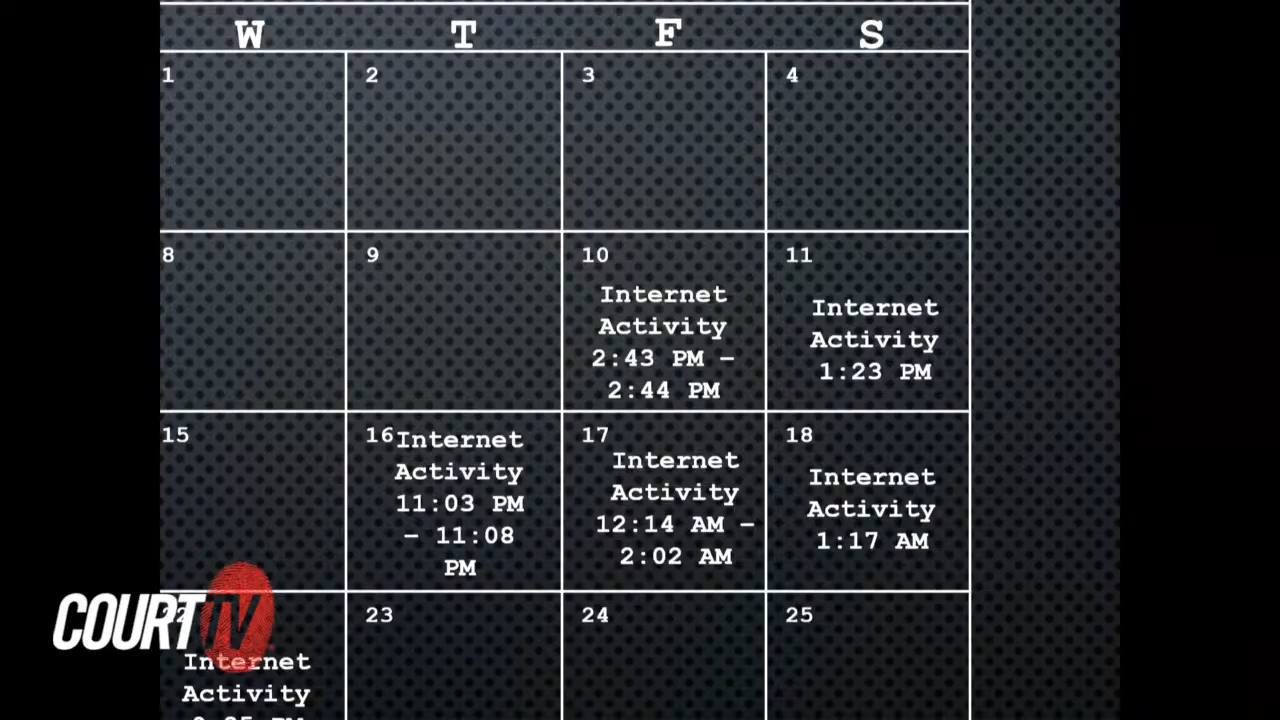 W T F S
1 2 3 4
8 9 10 11
Internet
Activity
2:43 PM –
2:44 PM
Internet
Activity
1:23 PM
15 16 17 18
Internet
Activity
11:03 PM
– 11:08
PM
Internet
Activity
12:14 AM –
2:02 AM
Internet
Activity
1:17 AM
22 23 24 25
Internet
Activity
COURT TV